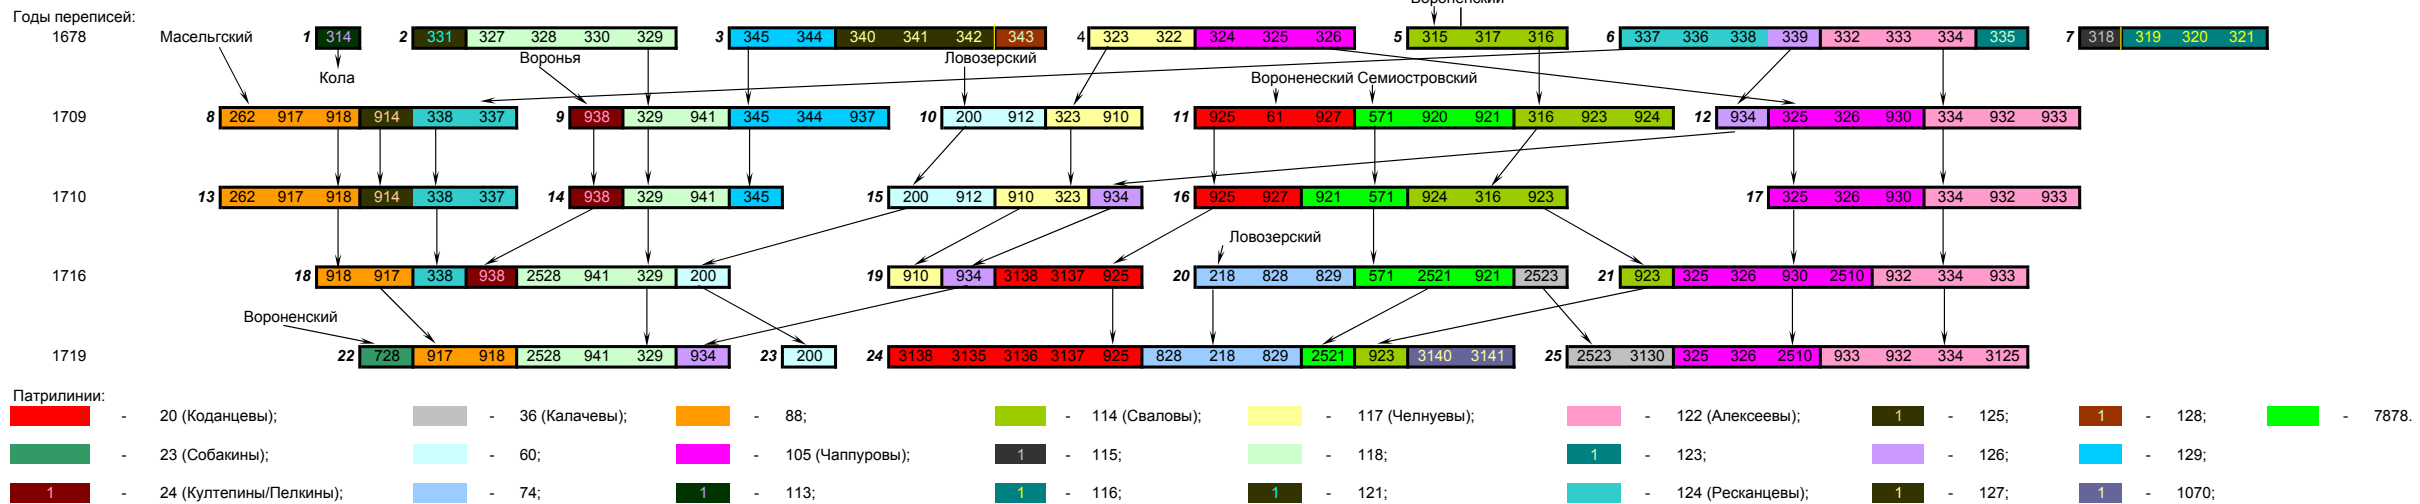 Вороненский
Годы переписей:
1678 Масельгский 1 314 2 331 327 328 330 329 3 345 344 340 341 342 343 4 323 322 324 325 326 5 315 317 316 6 337 336 338 339 332 333 334 335 7 318 319 320 321
Кола Воронья Ловозерский
Вороненеский Семиостровский
1709 8 262 917 918 914 338 337 9 938 329 941 345 344 937 10 200 912 323 910 11 925 61 927 571 920 921 316 923 924 12 934 325 326 930 334 932 933
1710 13 262 917 918 914 338 337 14 938 329 941 345 15 200 912 910 323 934 16 925 927 921 571 924 316 923 17 325 326 930 334 932 933
Ловозерский
1716 18 918 917 338 938 2528 941 329 200 19 910 934 3138 3137 925 20 218 828 829 571 2521 921 2523 21 923 325 326 930 2510 932 334 933
Вороненский
1719 22 728 917 918 2528 941 329 934 23 200 24 3138 3135 3136 3137 925 828 218 829 2521 923 3140 3141 25 2523 3130 325 326 2510 933 932 334 3125
Патрилинии:
- 20 (Коданцевы); - 36 (Калачевы); - 88; - 114 (Сваловы); - 117 (Челнуевы); - 122 (Алексеевы); 1 - 125; 1 - 128; - 7878.
- 23 (Собакины); - 60; - 105 (Чаппуровы); 1 - 115; - 118; 1 - 123; - 126; - 129;
1 - 24 (Култепины/Пелкины); - 74; 1 - 113; 1 - 116; 1 - 121; - 124 (Ресканцевы); 1 - 127; 1 - 1070;